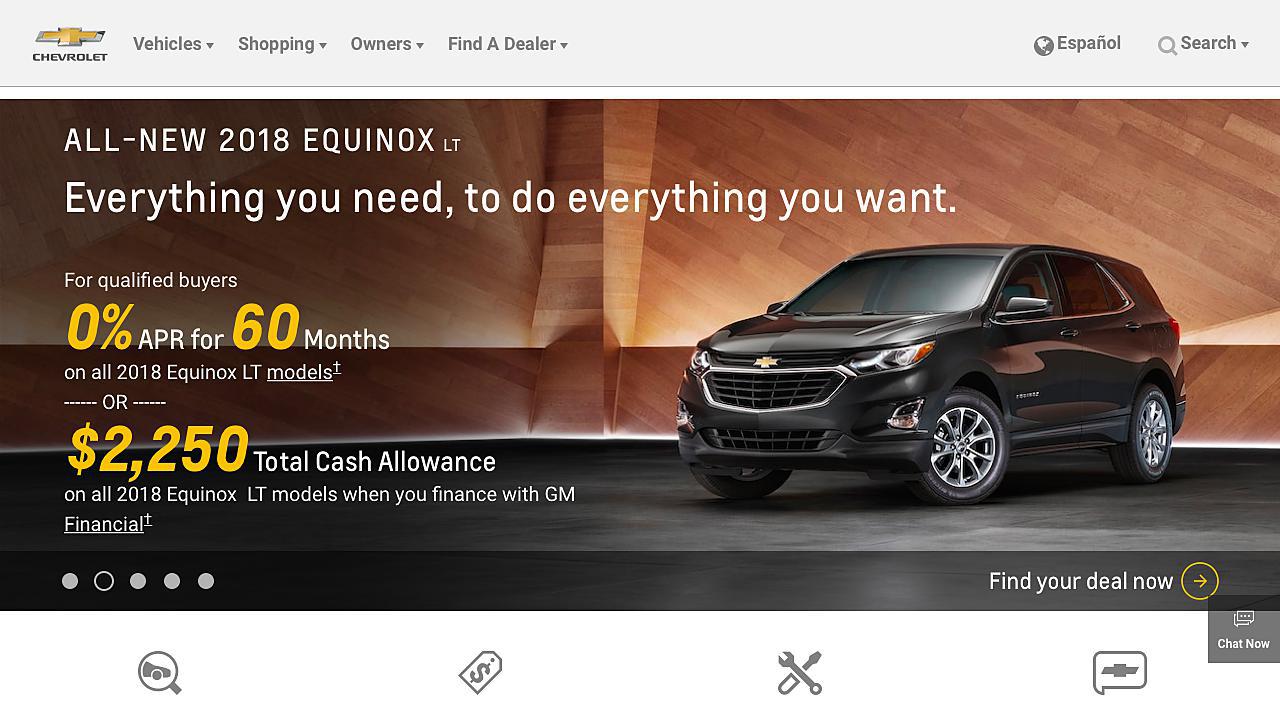 CHEVROLET
Vehicles
Shopping
Owners
Find A Dealer
Español
Search
ALL-NEW 2018 EQUINOX LT
Everything you need, to do everything you want.
For qualified buyers
0% APR for 60 Months
on all 2018 Equinox LT models†
------ OR ------
$2,250 Total Cash Allowance
on all 2018 Equinox LT models when you finance with GM
Financial†
EQUINOX
Find your deal now
Chat Now